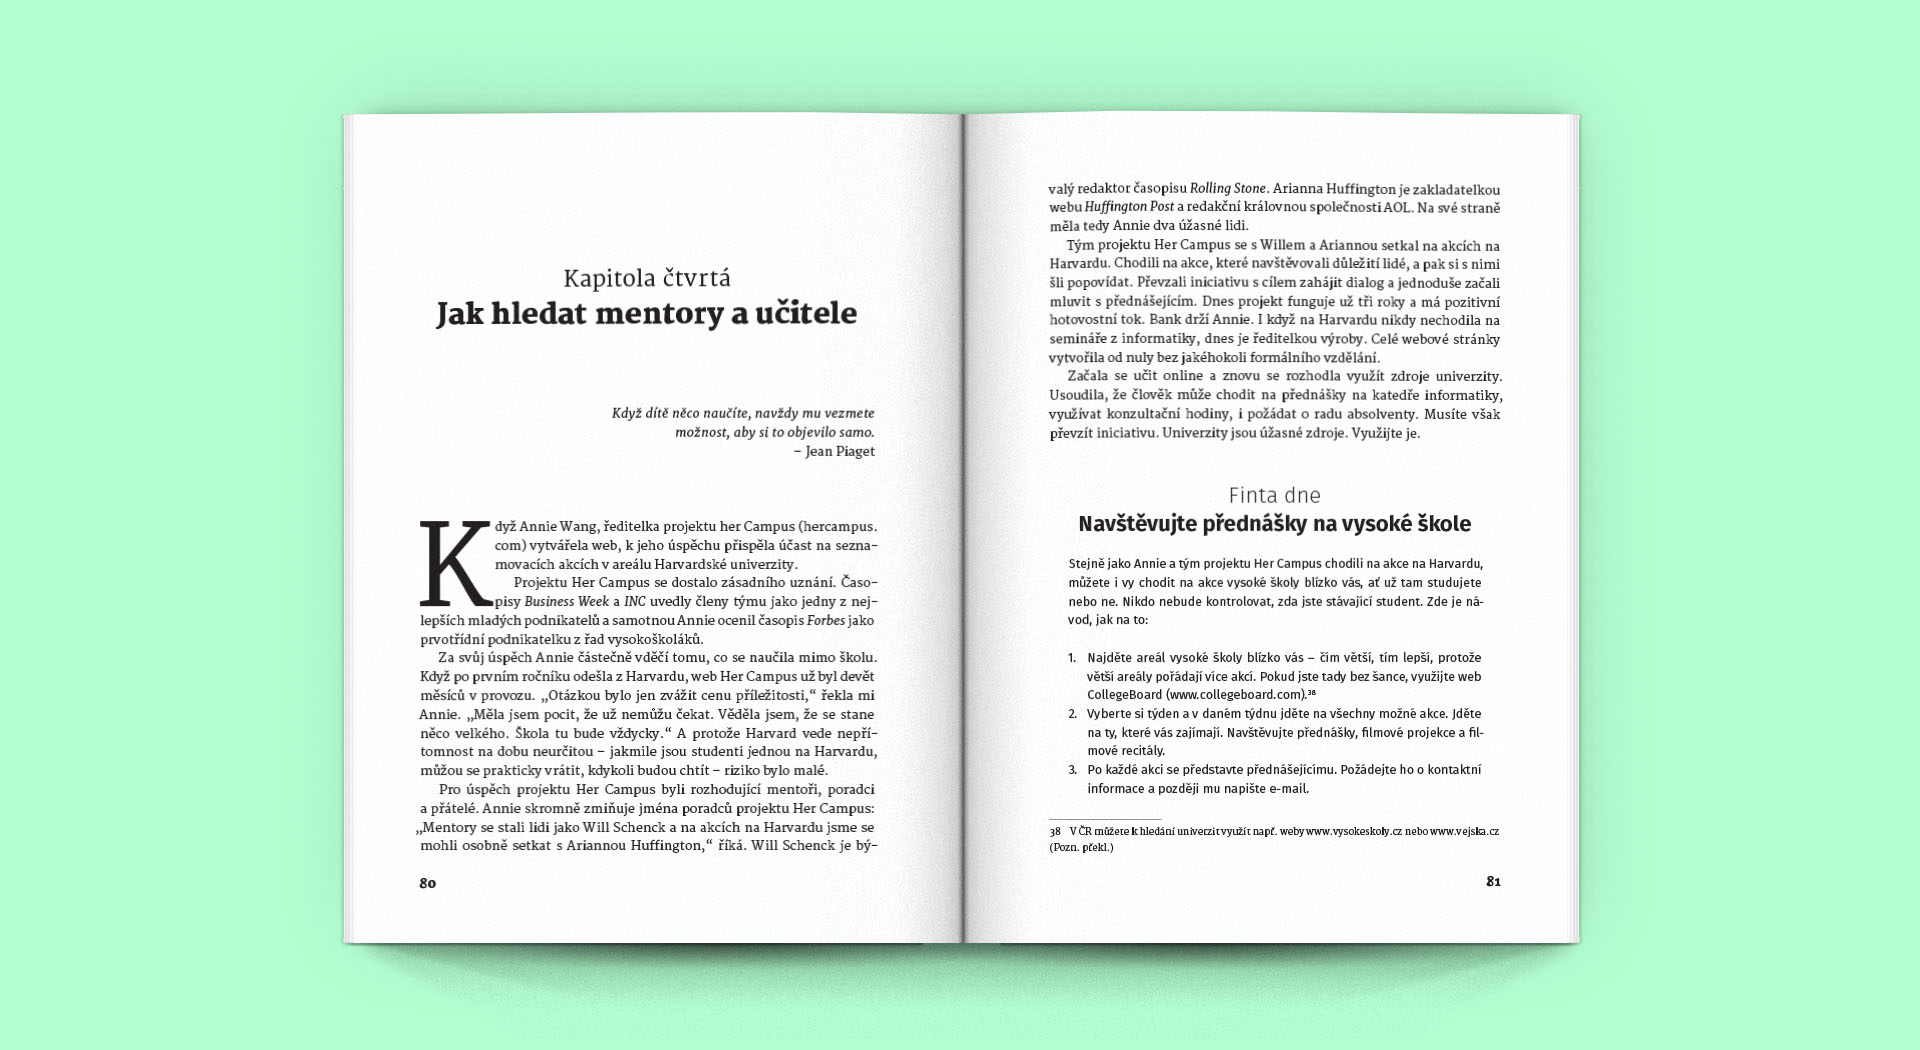 Kapitola čtvrtá
Jak hledat mentory a učitele
Když dítě něco naučíte, navždy mu vezmete
možnost, aby si to objevilo samo.
– Jean Piaget
Když Annie Wang, ředitelka projektu her Campus (hercampus.
com) vytvářela web, k jeho úspěchu přispěla účast na sezna-
movacích akcích v areálu Harvardské univerzity.
Projektu Her Campus se dostalo zásadního uznání. Časo-
pisy Business Week a INC uvedly členy týmu jako jedny z nej-
lepších mladých podnikatelů a samotnou Annie ocenil časopis Forbes jako
prvotřídní podnikatelku z řad vysokoškoláků.
Za svůj úspěch Annie částečně vděčí tomu, co se naučila mimo školu.
Když po prvním ročníku odešla z Harvardu, web Her Campus už byl devět
měsíců v provozu. „Otázkou bylo jen zvážit cenu příležitosti,“ řekla mi
Annie. „Měla jsem pocit, že už nemůžu čekat. Věděla jsem, že se stane
něco velkého. Škola tu bude vždycky.“ A protože Harvard vede nepří-
tomnost na dobu neurčitou – jakmile jsou studenti jednou na Harvardu,
můžou se prakticky vrátit, kdykoli budou chtít – riziko bylo malé.
Pro úspěch projektu Her Campus byli rozhodující mentoři, poradci
a přátelé. Annie skromně zmiňuje jména poradců projektu Her Campus:
„Mentory se stali lidi jako Will Schenck a na akcích na Harvardu jsme se
mohli osobně setkat s Ariannou Huffington,“ říká. Will Schenck je bý-
80
valý redaktor časopisu Rolling Stone. Arianna Huffington je zakladatelkou
webu Huffington Post a redakční královnou společnosti AOL. Na své straně
měla tedy Annie dva úžasné lidi.
Tým projektu Her Campus se s Willem a Ariannou setkal na akcích na
Harvardu. Chodili na akce, které navštěvovali důležití lidé, a pak si s nimi
šli popovídat. Převzali iniciativu s cílem zahájit dialog a jednoduše začali
mluvit s přednášejícím. Dnes projekt funguje už tři roky a má pozitivní
hotovostní tok. Bank drží Annie. I když na Harvardu nikdy nechodila na
semináře z informatiky, dnes je ředitelkou výroby. Celé webové stránky
vytvořila od nuly bez jakéhokoli formálního vzdělání.
Začala se učit online a znovu se rozhodla využít zdroje univerzity.
Usoudila, že člověk může chodit na přednášky na katedře informatiky,
využívat konzultační hodiny, i požádat o radu absolventy. Musíte však
převzít iniciativu. Univerzity jsou úžasné zdroje. Využijte je.
Finta dne
Navštěvujte přednášky na vysoké škole
Stejně jako Annie a tým projektu Her Campus chodili na akce na Harvardu,
můžete i vy chodit na akce vysoké školy blízko vás, ať už tam studujete
nebo ne. Nikdo nebude kontrolovat, zda jste stávající student. Zde je ná-
vod, jak na to:
1. Najděte areál vysoké školy blízko vás – čím větší, tím lepší, protože
větší areály pořádají více akcí. Pokud jste tady bez šance, využijte web
CollegeBoard (www.collegeboard.com).³⁸
2. Vyberte si týden a v daném týdnu jděte na všechny možné akce. Jděte
na ty, které vás zajímají. Navštěvujte přednášky, filmové projekce a fil-
mové recitály.
3. Po každé akci se představte přednášejícímu. Požádejte ho o kontaktní
informace a později mu napište e-mail.
38 V ČR můžete k hledání univerzit využít např. weby www.vysokeskoly.cz nebo www.vejska.cz
(Pozn. překl.)
81